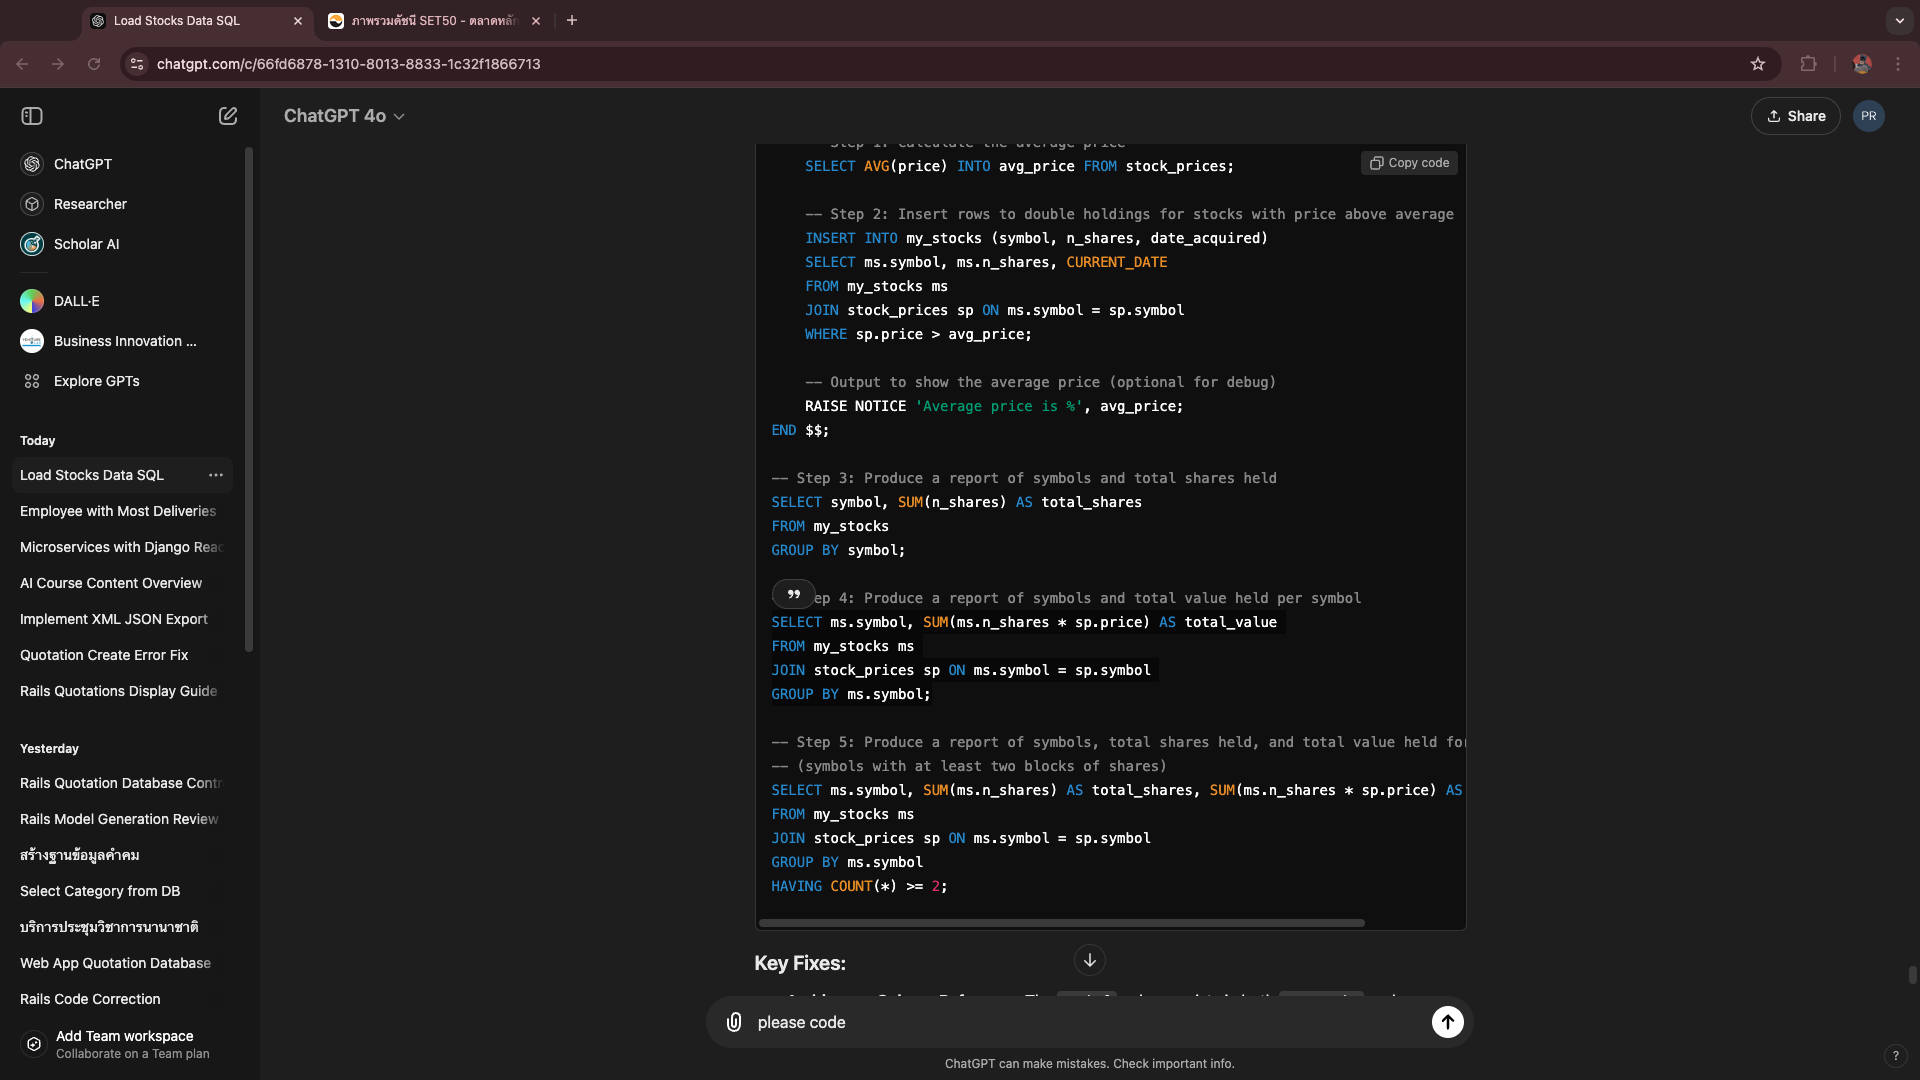 Load Stocks Data SQL
ภาพรวมดัชนี SET50 - ตลาดหลัก
chatgpt.com/c/66fd6878-1310-8013-8833-1c32f1866713
ChatGPT 4o
Share
PR
ChatGPT
Researcher
Scholar AI
DALL·E
Business Innovation ...
Explore GPTs
Today
Load Stocks Data SQL
Employee with Most Deliveries
Microservices with Django Reac
AI Course Content Overview
Implement XML JSON Export
Quotation Create Error Fix
Rails Quotations Display Guide
Yesterday
Rails Quotation Database Contr
Rails Model Generation Review
สร้างฐานข้อมูลคำคม
Select Category from DB
บริการประชุมวิชาการนานาชาติ
Web App Quotation Database
Rails Code Correction
Add Team workspace
Collaborate on a Team plan
Step 1: Calculate the average price
Copy code
SELECT AVG(price) INTO avg_price FROM stock_prices;
-- Step 2: Insert rows to double holdings for stocks with price above average
INSERT INTO my_stocks (symbol, n_shares, date_acquired)
SELECT ms.symbol, ms.n_shares, CURRENT_DATE
FROM my_stocks ms
JOIN stock_prices sp ON ms.symbol = sp.symbol
WHERE sp.price > avg_price;
-- Output to show the average price (optional for debug)
RAISE NOTICE 'Average price is %', avg_price;
END $$;
-- Step 3: Produce a report of symbols and total shares held
SELECT symbol, SUM(n_shares) AS total_shares
FROM my_stocks
GROUP BY symbol;
ep 4: Produce a report of symbols and total value held per symbol
SELECT ms.symbol, SUM(ms.n_shares * sp.price) AS total_value
FROM my_stocks ms
JOIN stock_prices sp ON ms.symbol = sp.symbol
GROUP BY ms.symbol;
-- Step 5: Produce a report of symbols, total shares held, and total value held for
-- (symbols with at least two blocks of shares)
SELECT ms.symbol, SUM(ms.n_shares) AS total_shares, SUM(ms.n_shares * sp.price) AS
FROM my_stocks ms
JOIN stock_prices sp ON ms.symbol = sp.symbol
GROUP BY ms.symbol
HAVING COUNT(*) >= 2;
Key Fixes:
please code
ChatGPT can make mistakes. Check important info.
?